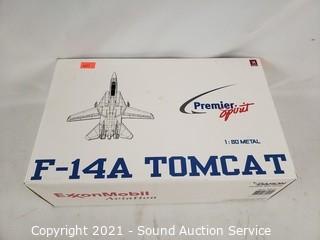 Premier
Spirit
1:80 METAL
F-14A TOMCAT
ExxonMobil
Aviation
Copyright © 2021 - Sound Auction Service